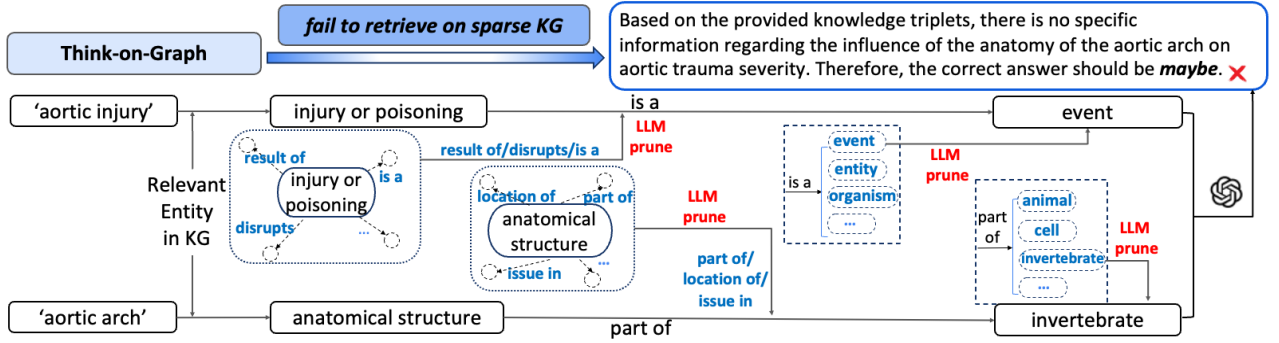 Think-on-Graph
fail to retrieve on sparse KG
Based on the provided knowledge triplets, there is no specific
information regarding the influence of the anatomy of the aortic arch on
aortic trauma severity. Therefore, the correct answer should be maybe.
‘aortic injury’
injury or poisoning
is a
event
Relevant
Entity
in KG
result of
is a
injury or
poisoning
disrupts
...
result of/disrupts/is a
LLM
prune
location of
part of
anatomical
structure
issue in
...
LLM
prune
part of/
location of/
issue in
is a
event
entity
organism
...
LLM
prune
part
of
animal
cell
invertebrate
...
LLM
prune
‘aortic arch’
anatomical structure
part of
invertebrate